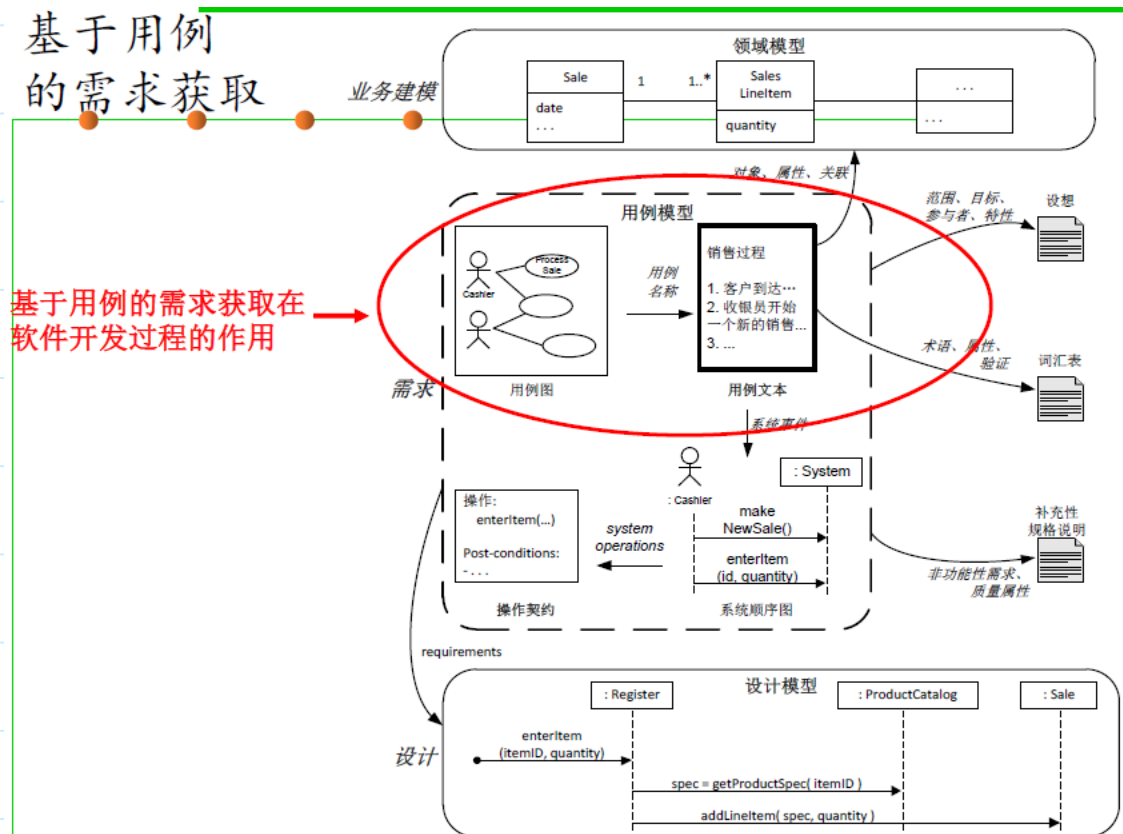 基于用例
的需求获取
业务建模
领域模型
Sale
1
1..*
Sales
LineItem
. . .
date
. . .
quantity
. . .
对象、属性、关联
用例模型
范围、目标、
参与者、特性
设想
Process
Sale
Cashier
用例
名称
销售过程
1. 客户到达…
2. 收银员开始
一个新的销售...
3. ...
基于用例的需求获取在
软件开发过程的作用
术语、属性、
验证
词汇表
需求
用例图
用例文本
系统事件
: Cashier
: System
操作:
enterItem(…)
Post-conditions:
- . . .
system
operations
make
NewSale()
enterItem
(id, quantity)
补充性
规格说明
非功能性需求、
质量属性
操作契约
系统顺序图
requirements
设计模型
: Register
: ProductCatalog
: Sale
设计
enterItem
(itemID, quantity)
spec = getProductSpec( itemID )
addLineItem( spec, quantity )